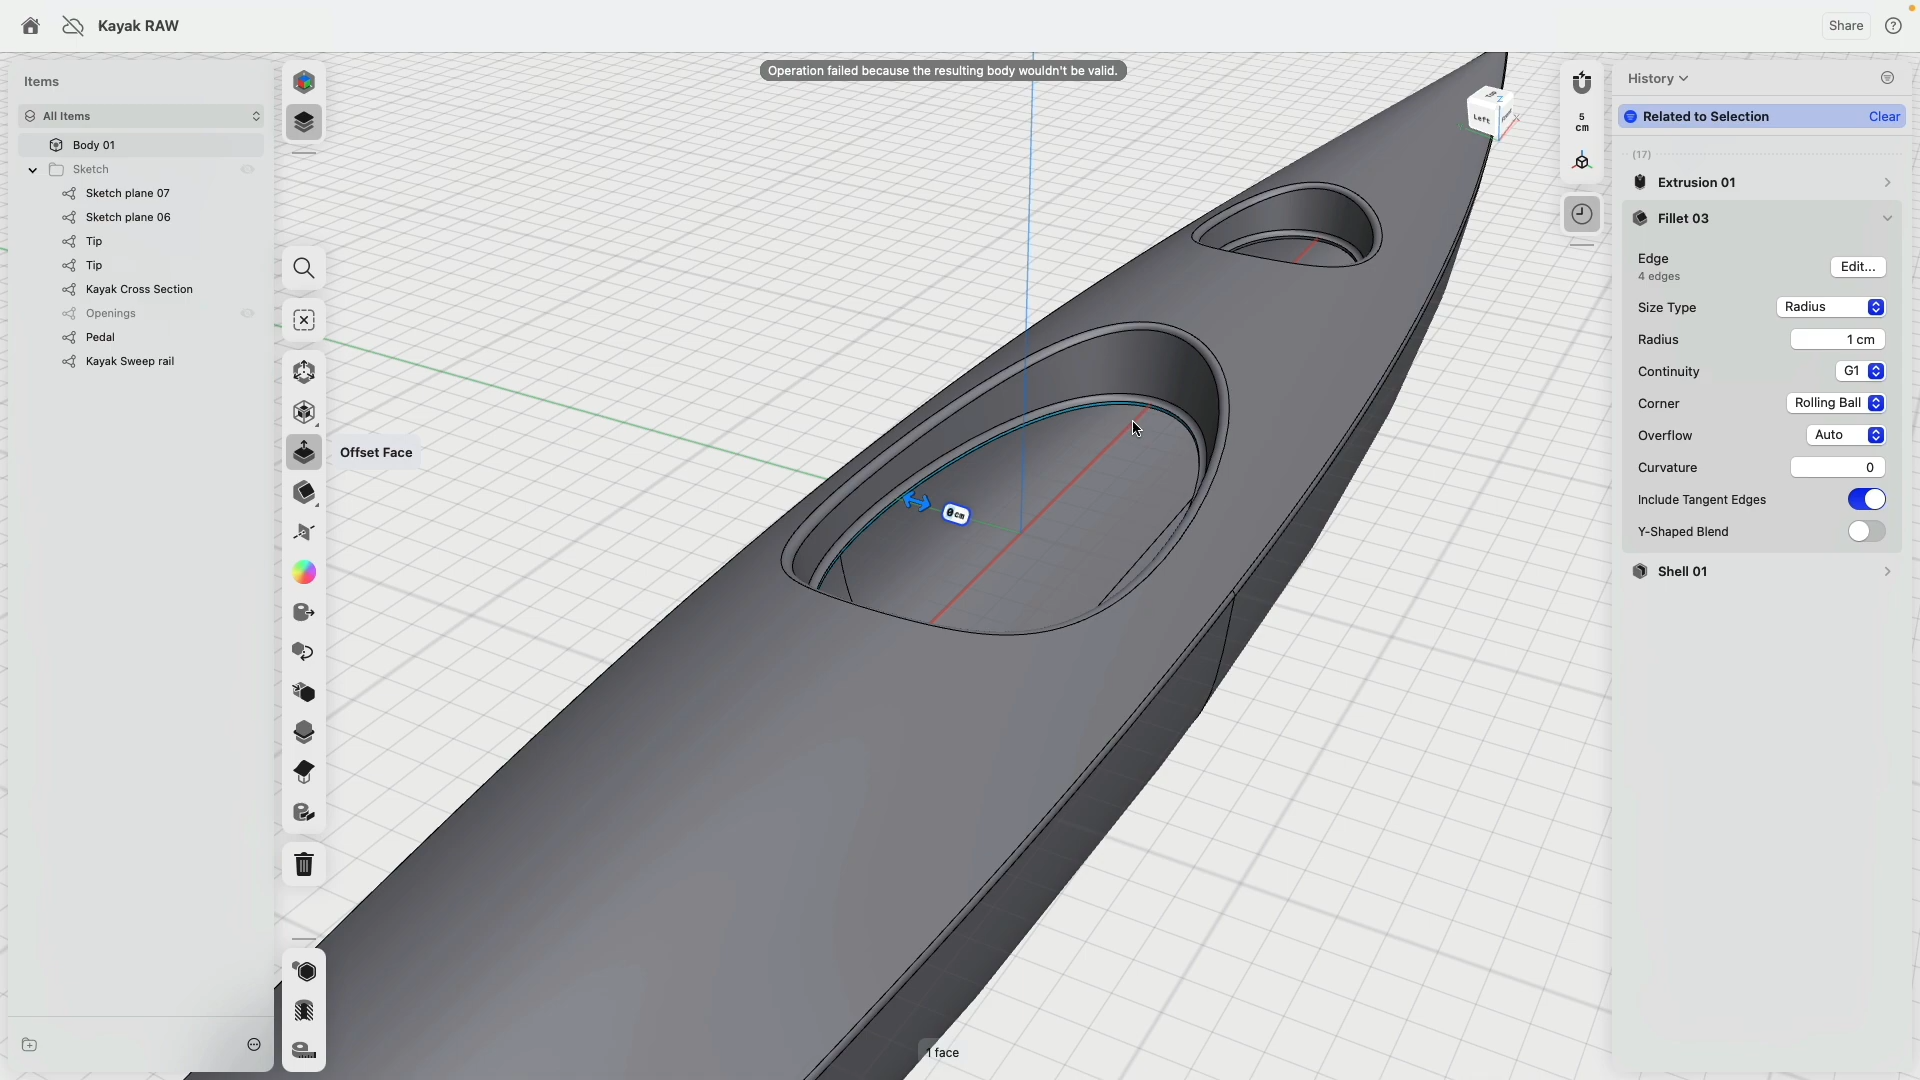 Kayak RAW
Share
Operation failed because the resulting body wouldn't be valid.
Items
All Items
Body 01
Sketch
Sketch plane 07
Sketch plane 06
Tip
Tip
Kayak Cross Section
Openings
Pedal
Kayak Sweep rail
Offset Face
0 cm
1 face
Left
Z
X
5
cm
History
Related to Selection
Clear
(17)
Extrusion 01
Fillet 03
Edge
4 edges
Edit...
Size Type
Radius
Radius
1 cm
Continuity
G1
Corner
Rolling Ball
Overflow
Auto
Curvature
0
Include Tangent Edges
Y-Shaped Blend
Shell 01